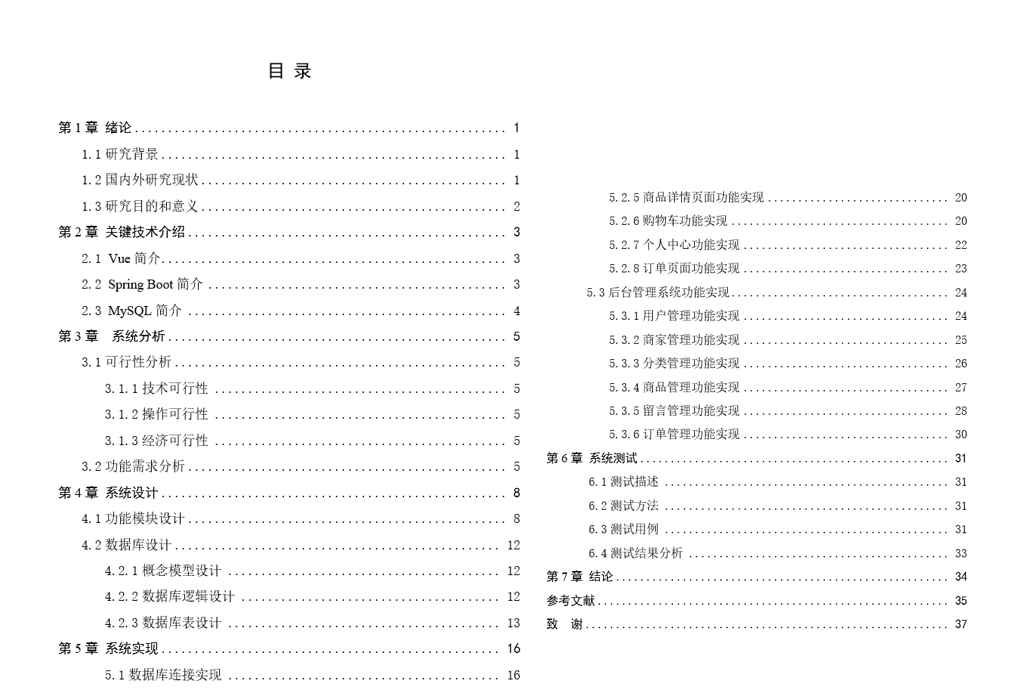 目 录
第 1 章 绪论 1
1.1 研究背景 1
1.2 国内外研究现状 1
1.3 研究目的和意义 2
第 2 章 关键技术介绍 3
2.1 Vue 简介 3
2.2 Spring Boot 简介 3
2.3 MySQL 简介 4
第 3 章 系统分析 5
3.1 可行性分析 5
3.1.1 技术可行性 5
3.1.2 操作可行性 5
3.1.3 经济可行性 5
3.2 功能需求分析 5
第 4 章 系统设计 8
4.1 功能模块设计 8
4.2 数据库设计 12
4.2.1 概念模型设计 12
4.2.2 数据库逻辑设计 12
4.2.3 数据库表设计 13
第 5 章 系统实现 16
5.1 数据库连接实现 16
5.2.5 商品详情页面功能实现 20
5.2.6 购物车功能实现 20
5.2.7 个人中心功能实现 22
5.2.8 订单页面功能实现 23
5.3 后台管理系统功能实现 24
5.3.1 用户管理功能实现 24
5.3.2 商家管理功能实现 25
5.3.3 分类管理功能实现 26
5.3.4 商品管理功能实现 27
5.3.5 留言管理功能实现 28
5.3.6 订单管理功能实现 30
第 6 章 系统测试 31
6.1 测试描述 31
6.2 测试方法 31
6.3 测试用例 31
6.4 测试结果分析 33
第 7 章 结论 34
参考文献 35
致 谢 37